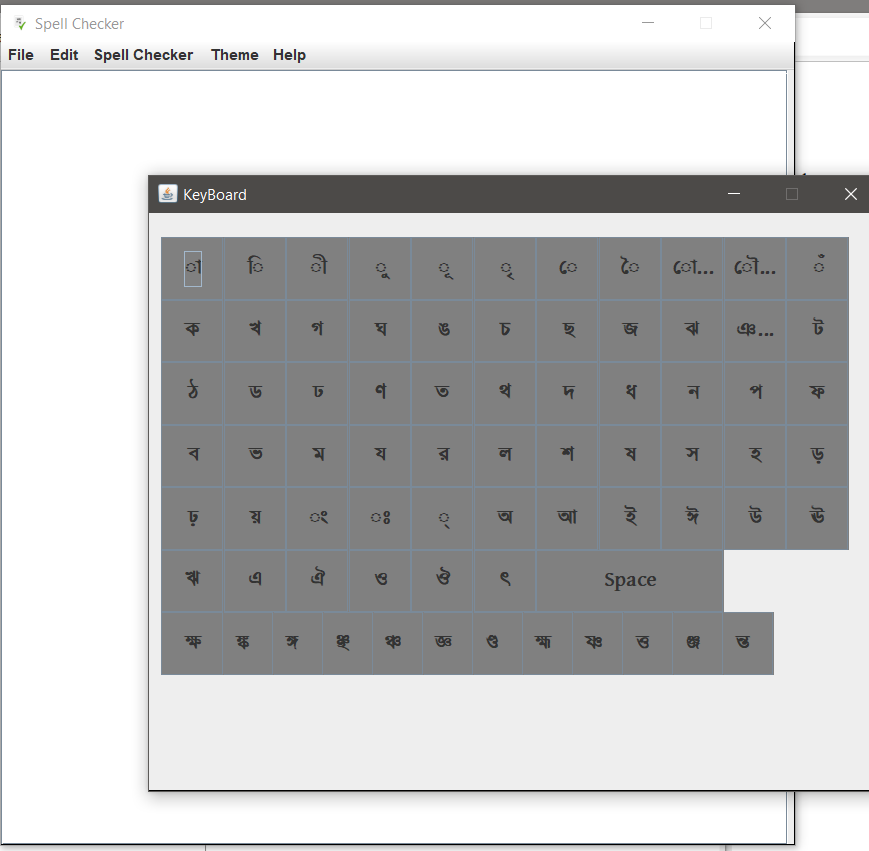 Spell Checker
File Edit Spell Checker Theme Help
KeyBoard
া ি ী ু ূ ৃ ে ৈ ো... ৌ... ঁ
ক খ গ ঘ ঙ চ ছ জ ঝ ঞ... ট
ঠ ড ঢ ণ ত থ দ ধ ন প ফ
ব ভ ম য র ল শ ষ স হ ড়
ঢ় য় ং ঃ ্ অ আ ই ঈ উ ঊ
ঋ এ ঐ ও ঔ ৎ Space
ক্ষ ঙ্ক ঙ্গ ঞ্ছ ঞ্চ জ্ঞ ণ্ড হ্ম ষ্ণ ত্ত ঞ্জ ন্ত